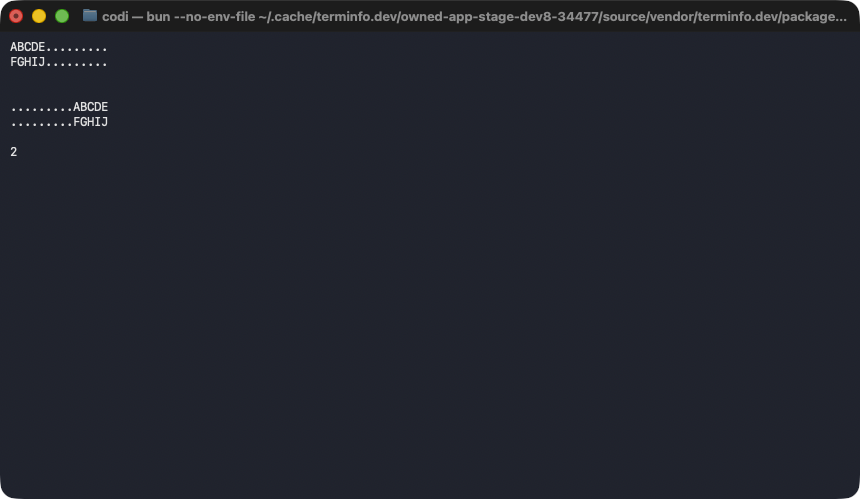 codi — bun --no-env-file ~/.cache/terminfo.dev/owned-app-stage-dev8-34477/source/vendor/terminfo.dev/package...
ABCDE.........
FGHIJ.........
.........ABCDE
.........FGHIJ
2